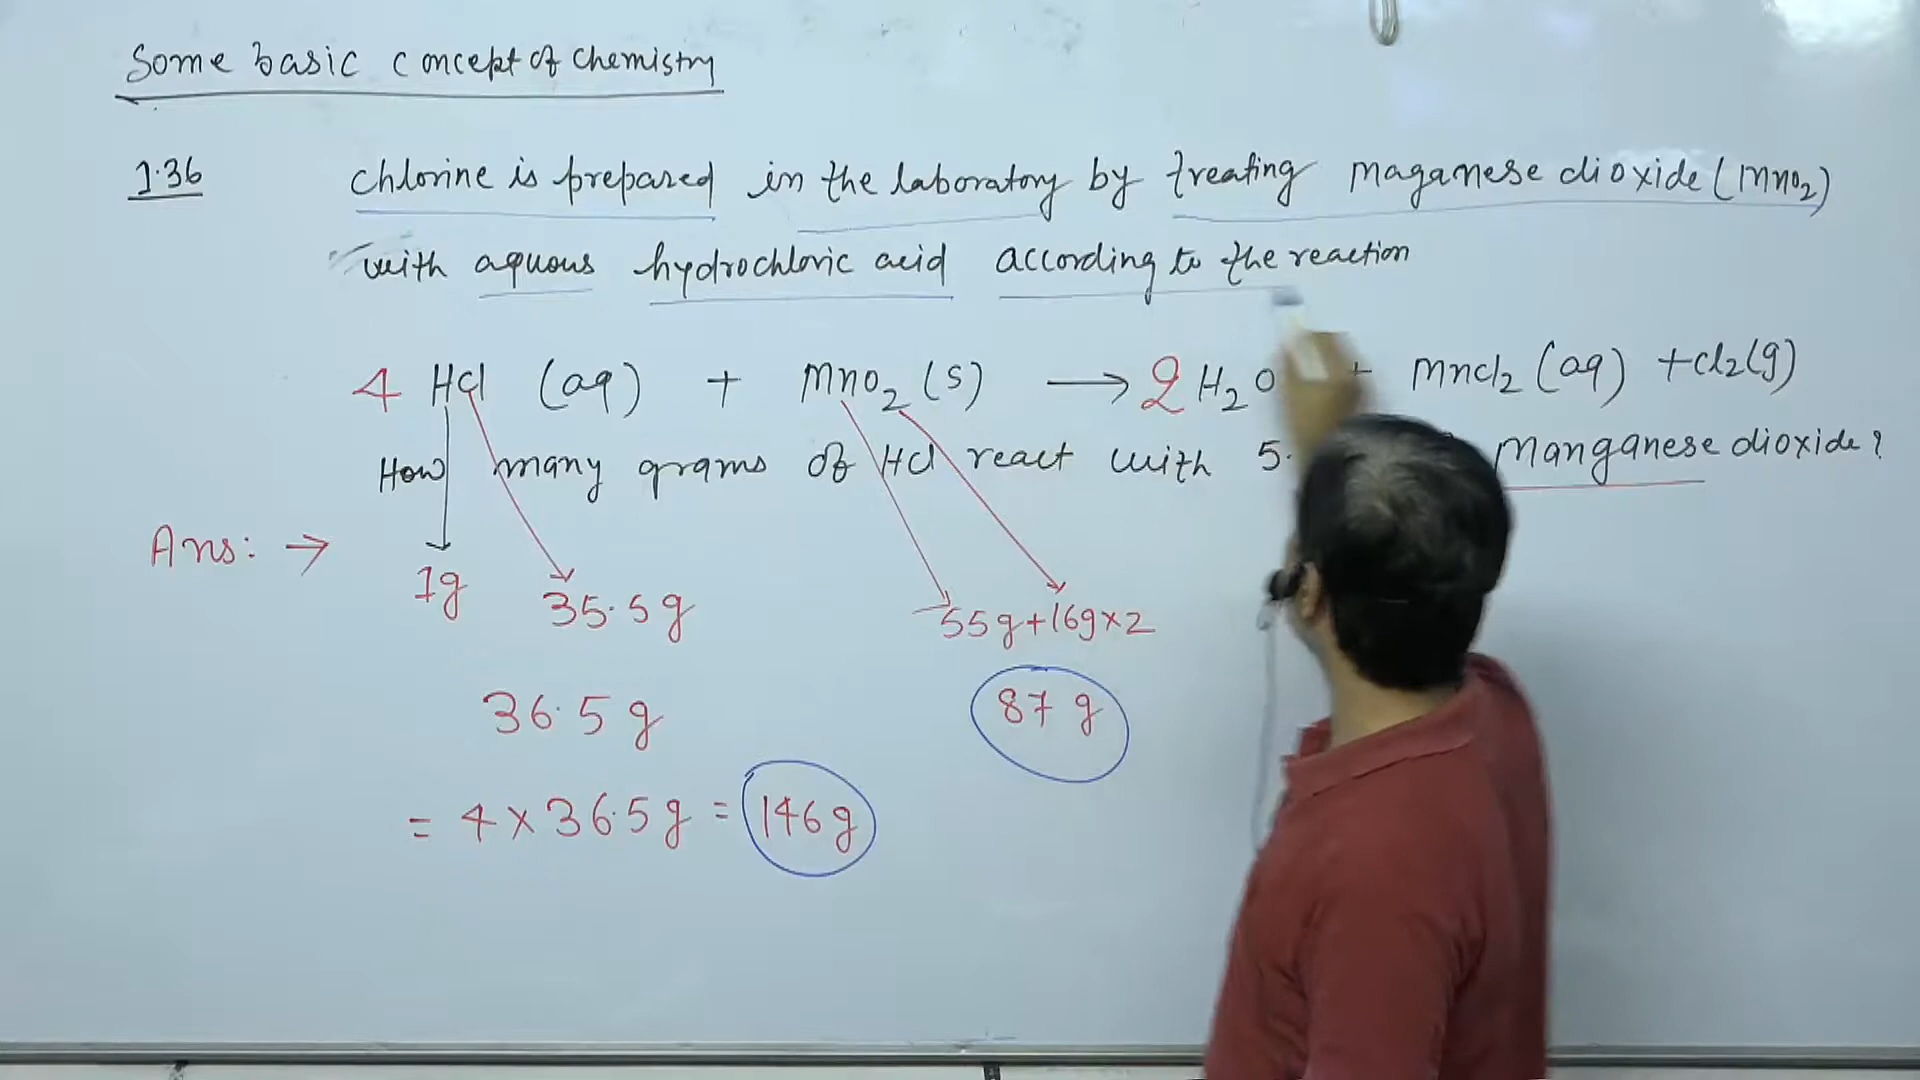 Some basic concept of chemistry
1.36 chlorine is prepared in the laboratory by treating maganese dioxide (MnO2)
with aquous hydrochloric acid according to the reaction
4 HCl (aq) + MnO2 (s) → 2 H2O + MnCl2 (aq) + Cl2(g)
How many grams of HCl react with 5. Manganese dioxide?
Ans: →
1g 35.5g 55g+16g×2
36.5g 87 g
= 4 × 36.5g = 146g